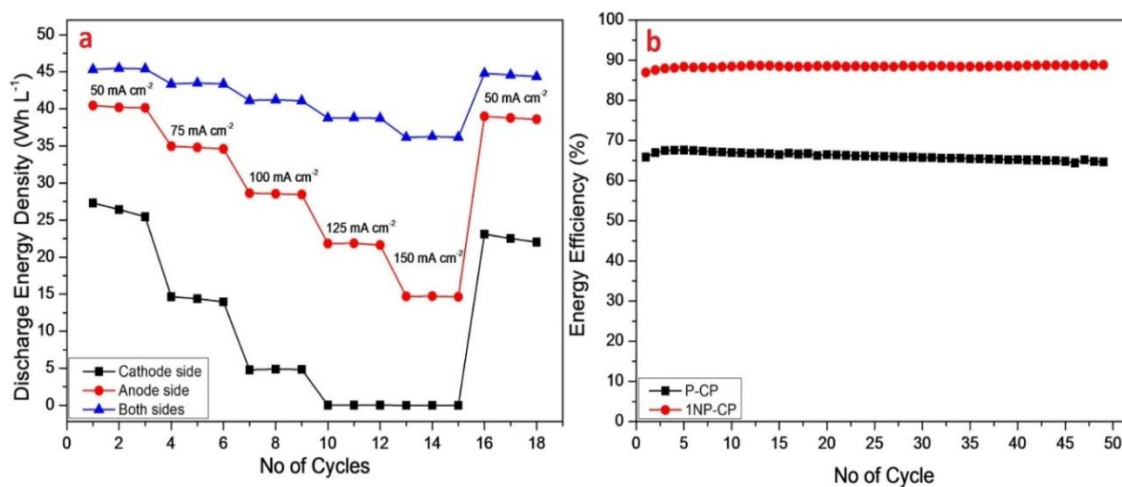 a
Discharge Energy Density (Wh L⁻¹)
50
45
40
35
30
25
20
15
10
5
0
50 mA cm⁻²
75 mA cm⁻²
100 mA cm⁻²
125 mA cm⁻²
150 mA cm⁻²
50 mA cm⁻²
Cathode side
Anode side
Both sides
0 2 4 6 8 10 12 14 16 18
No of Cycles
b
Energy Efficiency (%)
100
90
80
70
60
50
40
30
20
10
0
P-CP
1NP-CP
0 5 10 15 20 25 30 35 40 45 50
No of Cycle